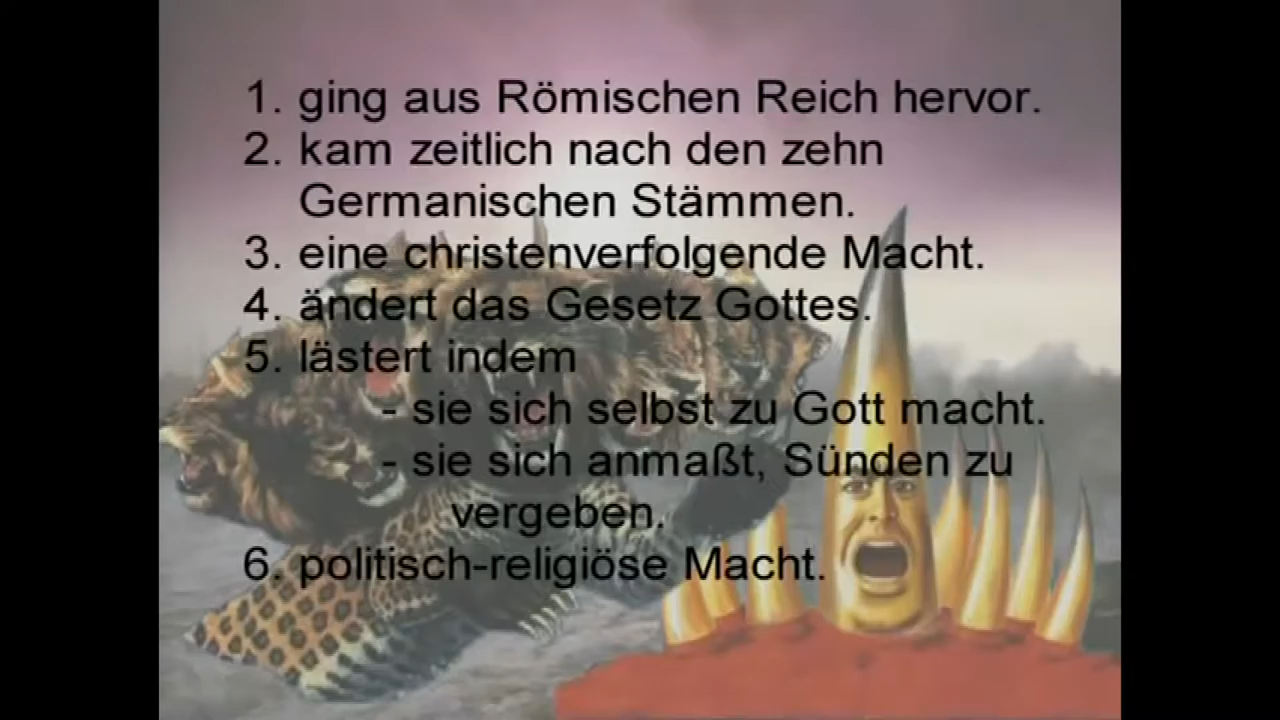 1. ging aus Römischen Reich hervor.
2. kam zeitlich nach den zehn
Germanischen Stämmen.
3. eine christenverfolgende Macht.
4. ändert das Gesetz Gottes.
5. lästert indem
- sie sich selbst zu Gott macht.
- sie sich anmaßt, Sünden zu
vergeben.
6. politisch-religiöse Macht.